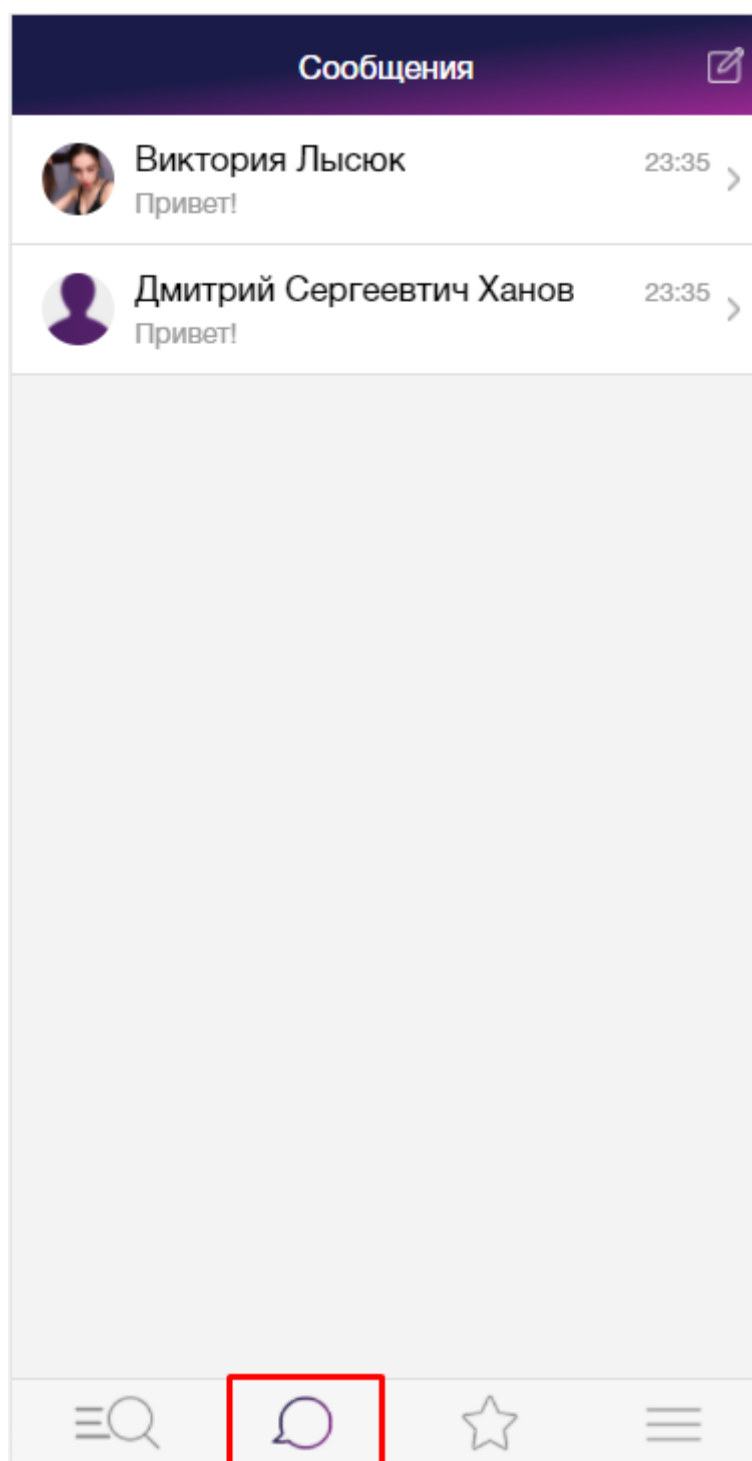 Сообщения
Виктория Лысюк 23:35
Привет!
Дмитрий Сергеевтич Ханов 23:35
Привет!